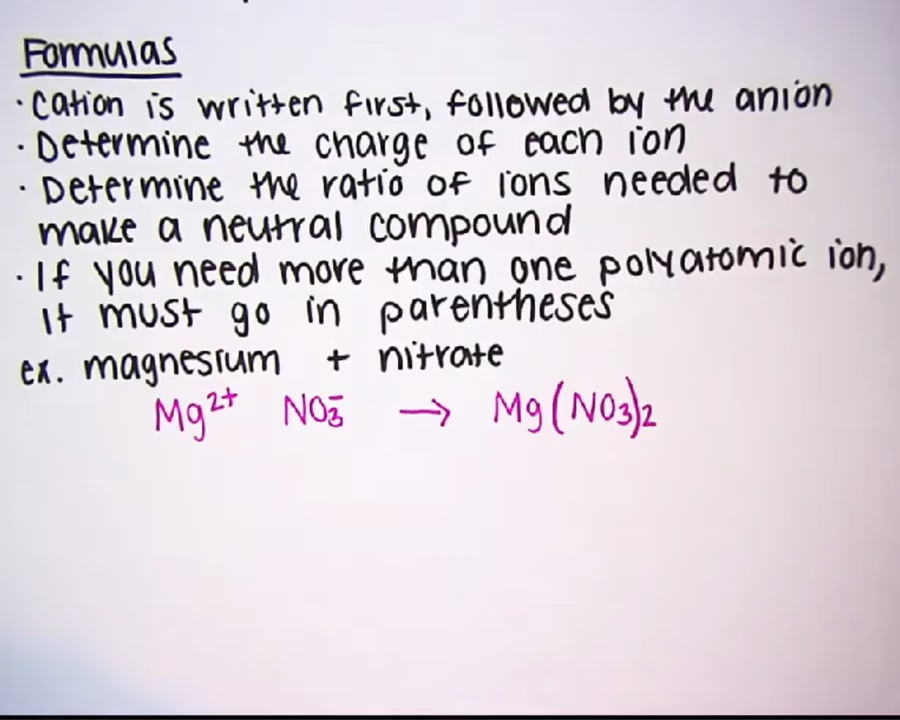 Formulas
· Cation is written first, followed by the anion
· Determine the charge of each ion
· Determine the ratio of ions needed to
make a neutral compound
· If you need more than one polyatomic ion,
it must go in parentheses
ex. magnesium + nitrate
Mg²⁺ NO₃⁻ → Mg(NO₃)₂